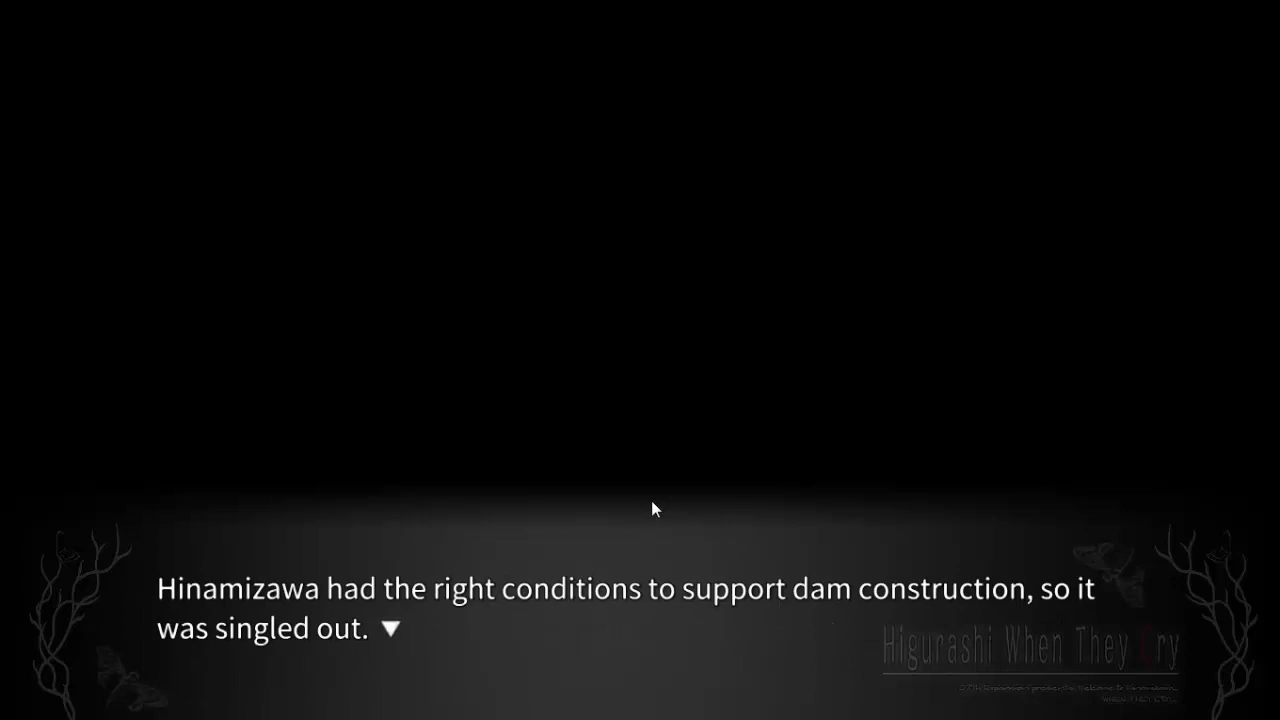 Hinamizawa had the right conditions to support dam construction, so it
was singled out.
Higurashi When They Cry